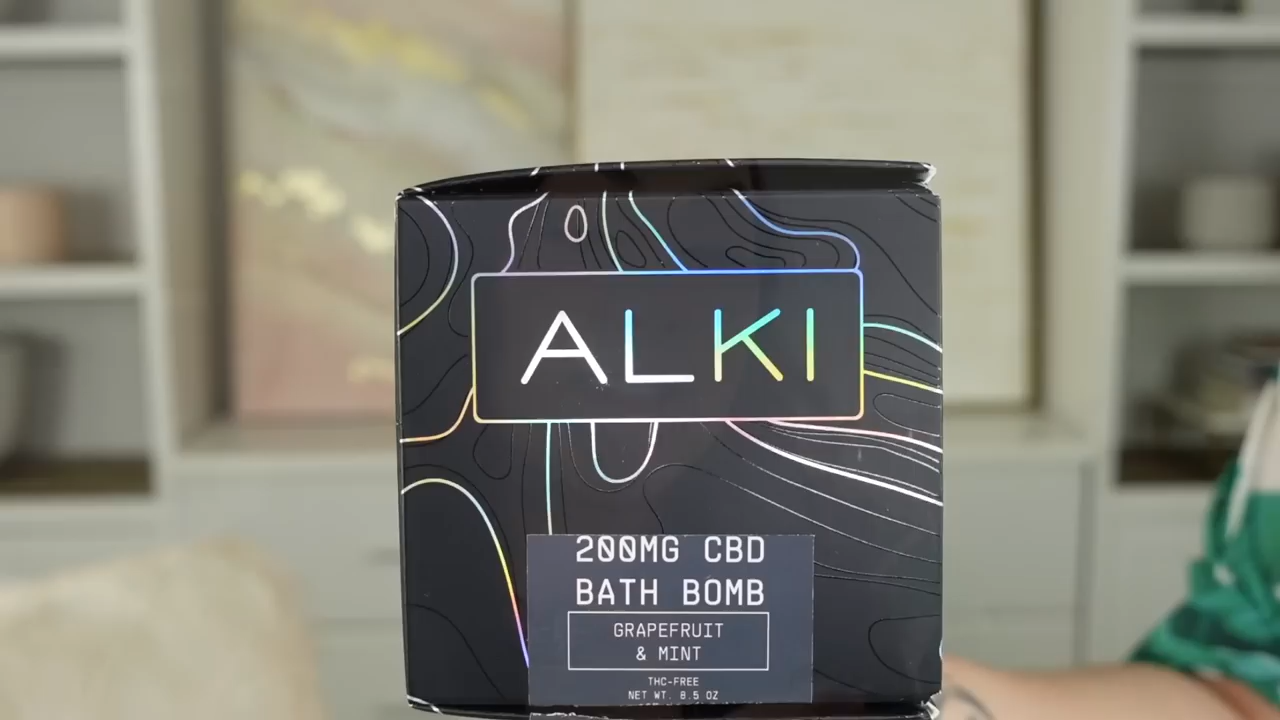 ALKI
200MG CBD
BATH BOMB
GRAPEFRUIT
& MINT
THC-FREE
NET WT. 8.5 OZ